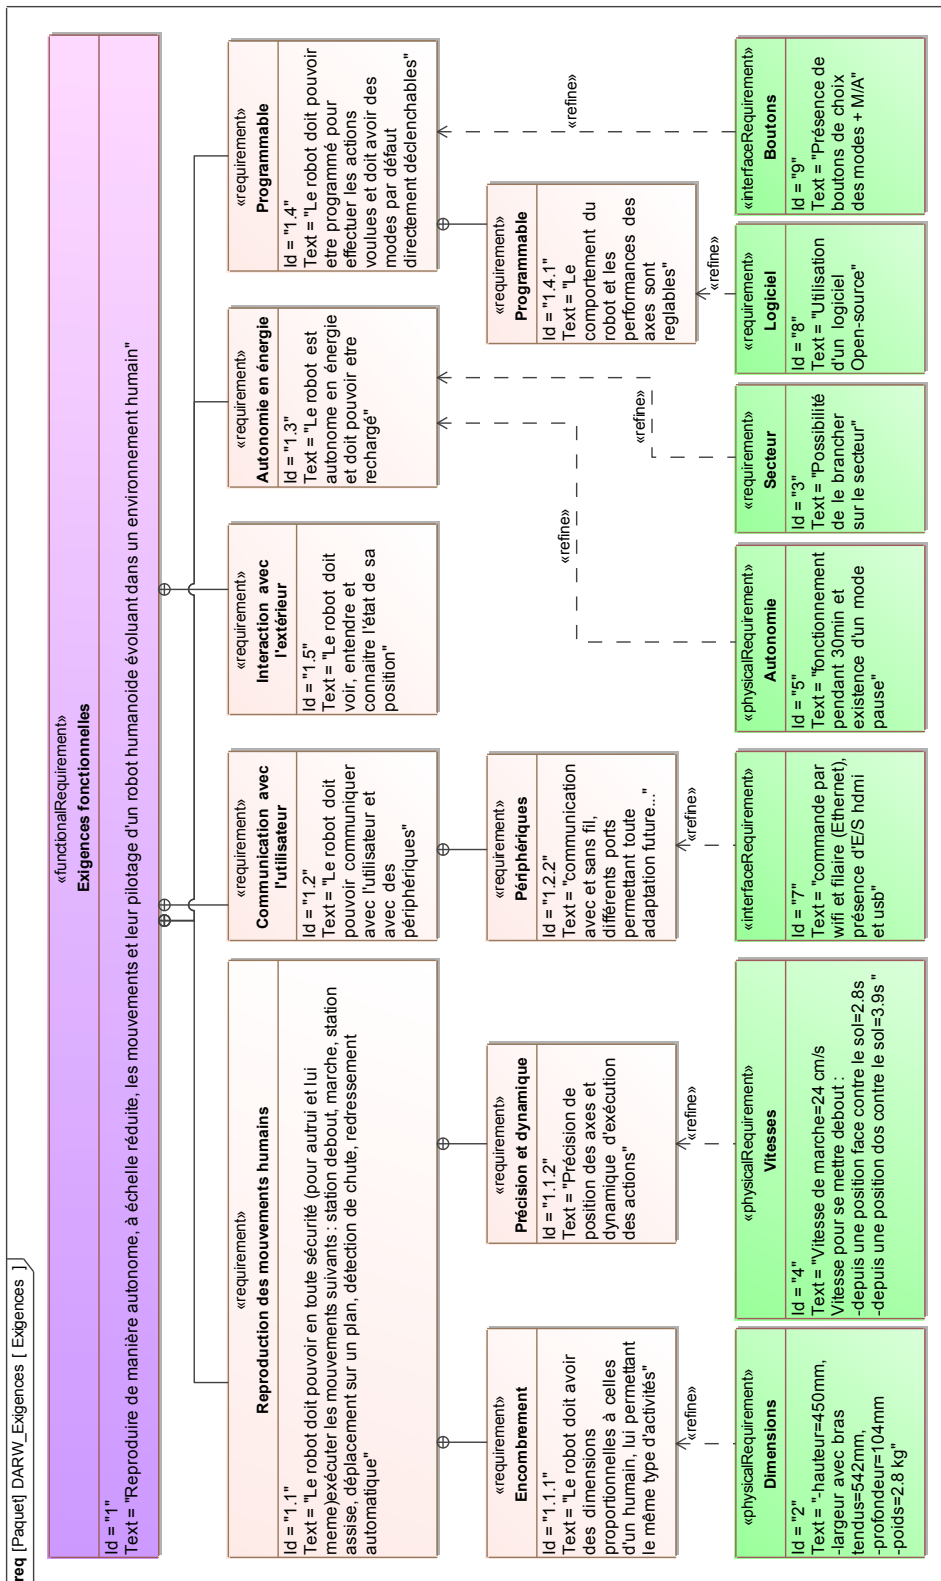 req [Paquet] DARW_Exigences [ Exigences ]
«functionalRequirement»
Exigences fonctionnelles
Id = "1"
Text = "Reproduire de manière autonome, à échelle réduite, les mouvements et leur pilotage d'un robot humanoide évoluant dans un environnement humain"
«requirement»
Reproduction des mouvements humains
Id = "1.1"
Text = "Le robot doit pouvoir en toute sécurité (pour autrui et lui
meme)exécuter les mouvements suivants : station debout, marche, station
assise, déplacement sur un plan, détection de chute, redressement
automatique"
«requirement»
Communication avec
l'utilisateur
Id = "1.2"
Text = "Le robot doit
pouvoir communiquer
avec l'utilisateur et
avec des
périphériques"
«requirement»
Interaction avec
l'extérieur
Id = "1.5"
Text = "Le robot doit
voir, entendre et
connaitre l'état de sa
position"
«requirement»
Autonomie en énergie
Id = "1.3"
Text = "Le robot est
autonome en énergie
et doit pouvoir etre
rechargé"
«requirement»
Programmable
Id = "1.4"
Text = "Le robot doit pouvoir
etre programmé pour
effectuer les actions
voulues et doit avoir des
modes par défaut
directement déclenchables"
«requirement»
Encombrement
Id = "1.1.1"
Text = "Le robot doit avoir
des dimensions
proportionnelles à celles
d'un humain, lui permettant
le même type d'activités"
«requirement»
Précision et dynamique
Id = "1.1.2"
Text = "Précision de
position des axes et
dynamique d'exécution
des actions"
«requirement»
Périphériques
Id = "1.2.2"
Text = "communication
avec et sans fil,
différents ports
permettant toute
adaptation future..."
«requirement»
Programmable
Id = "1.4.1"
Text = "Le
comportement du
robot et les
performances des
axes sont
reglables"
«refine»
«refine»
«refine»
«refine»
«refine»
«refine»
«refine»
«physicalRequirement»
Dimensions
Id = "2"
Text = "-hauteur=450mm,
-largeur avec bras
tendus=542mm,
-profondeur=104mm
-poids=2.8 kg"
«physicalRequirement»
Vitesses
Id = "4"
Text = "Vitesse de marche=24 cm/s
Vitesse pour se mettre debout :
-depuis une position face contre le sol=2.8s
-depuis une position dos contre le sol=3.9s "
«interfaceRequirement»
Id = "7"
Text = "commande par
wifi et filaire (Ethernet),
présence d'E/S hdmi
et usb"
«physicalRequirement»
Autonomie
Id = "5"
Text = "fonctionnement
pendant 30min et
existence d'un mode
pause"
«requirement»
Secteur
Id = "3"
Text = "Possibilité
de le brancher
sur le secteur"
«requirement»
Logiciel
Id = "8"
Text = "Utilisation
d'un logiciel
Open-source"
«interfaceRequirement»
Boutons
Id = "9"
Text = "Présence de
boutons de choix
des modes + M/A"